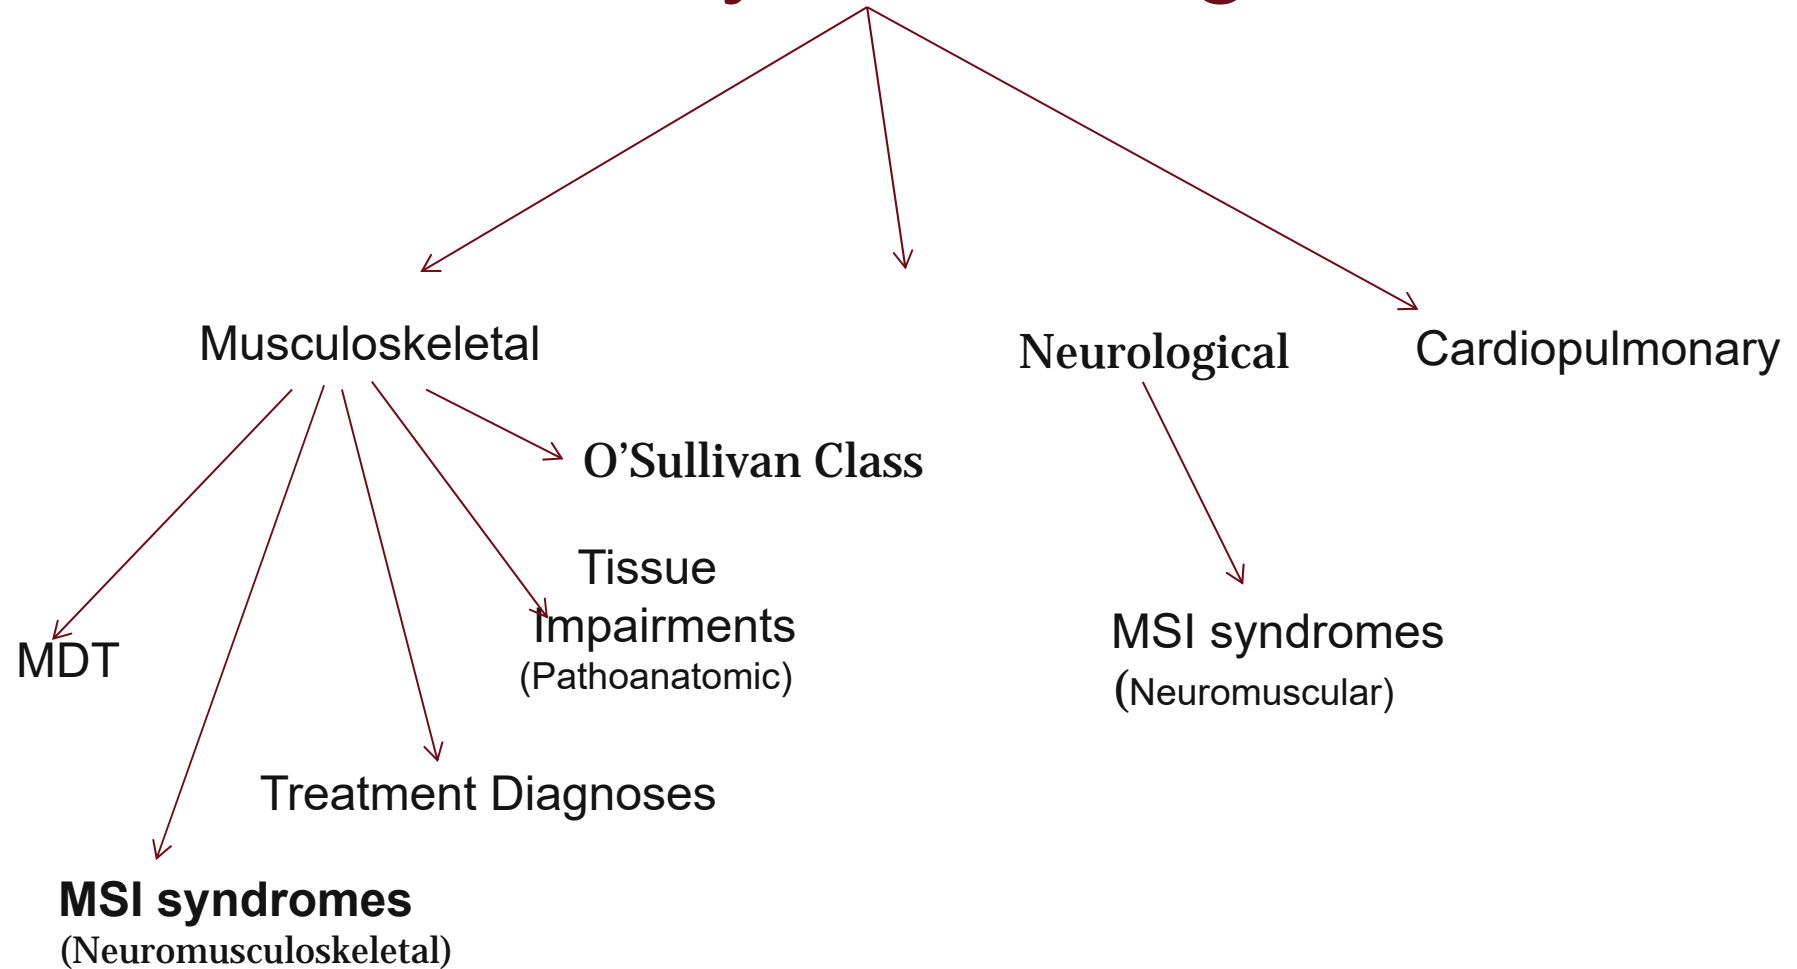 Musculoskeletal
Neurological
Cardiopulmonary
O’Sullivan Class
Tissue
Impairments
(Pathoanatomic)
MDT
MSI syndromes
(Neuromuscular)
Treatment Diagnoses
MSI syndromes
(Neuromusculoskeletal)